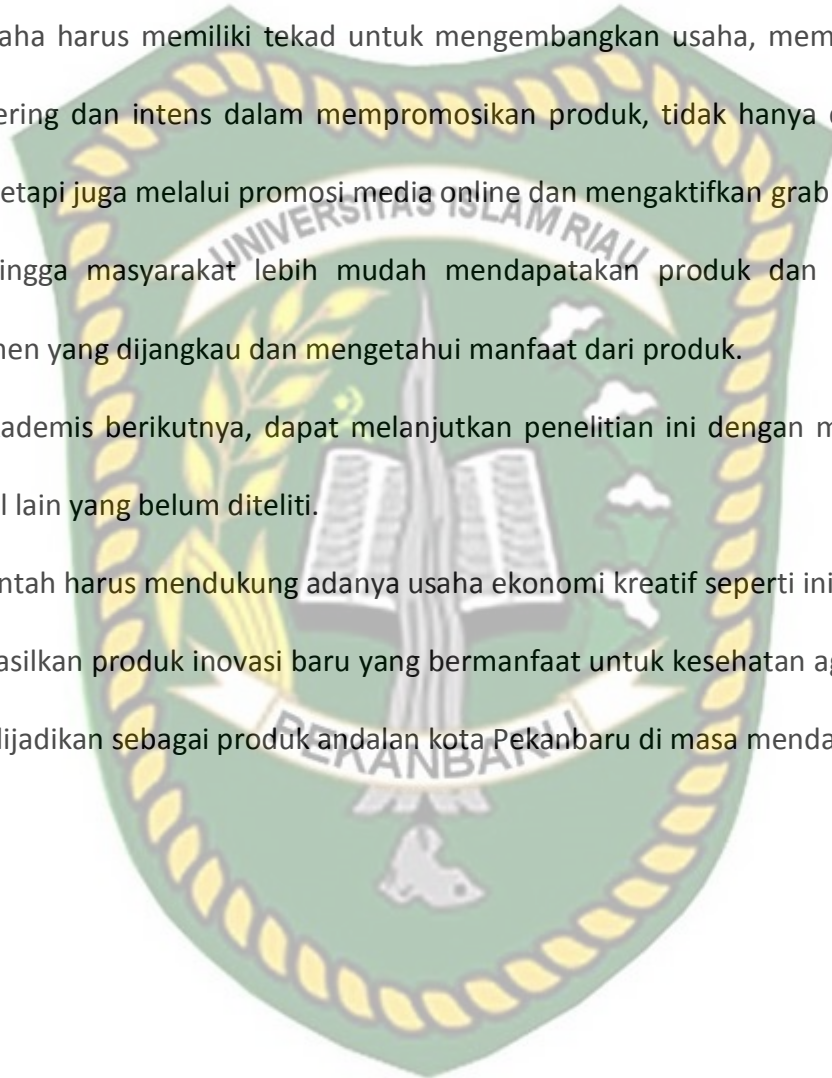 aha harus memiliki tekad untuk mengembangkan usaha, mem
ering dan intens dalam mempromosikan produk, tidak hanya
etapi juga melalui promosi media online dan mengaktifkan grab
UNIVERSITAS ISLAM RIAU
ingga masyarakat lebih mudah mendapatakan produk dan
nen yang dijangkau dan mengetahui manfaat dari produk.
ademis berikutnya, dapat melanjutkan penelitian ini dengan m
l lain yang belum diteliti.
ntah harus mendukung adanya usaha ekonomi kreatif seperti ini
asilkan produk inovasi baru yang bermanfaat untuk kesehatan ag
dijadikan sebagai produk andalan kota Pekanbaru di masa menda
PEKANBARU